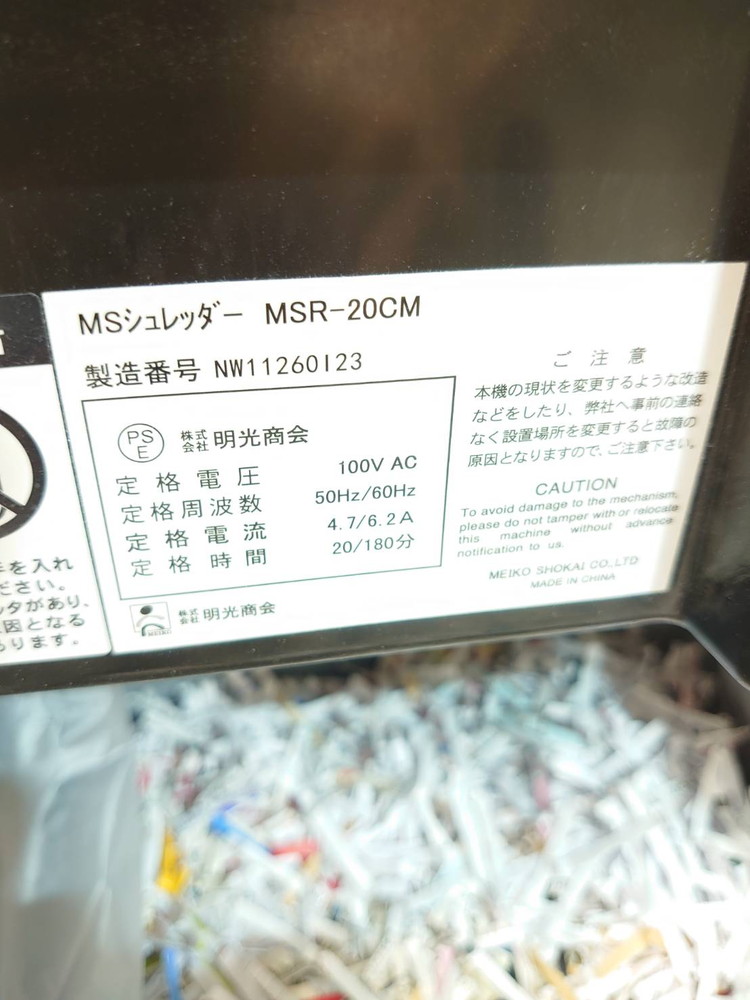 MSシュレッダー MSR-20CM
製造番号 NW11260I23
PS
E
株式会社 明光商会
定格電圧 100V AC
定格周波数 50Hz/60Hz
定格電流 4.7/6.2A
定格時間 20/180分
株式会社 明光商会
ご注意
本機の現状を変更するような改造
などをしたり、弊社へ事前の連絡
なく設置場所を変更すると故障の
原因となりますので、ご注意下さい。
CAUTION
To avoid damage to the mechanism,
please do not tamper with or relocate
this machine without advance
notification to us.
MEIKO SHOKAI CO.,LTD
MADE IN CHINA
手を入れ
ださい。
ッタがあり、
因となる
あります。